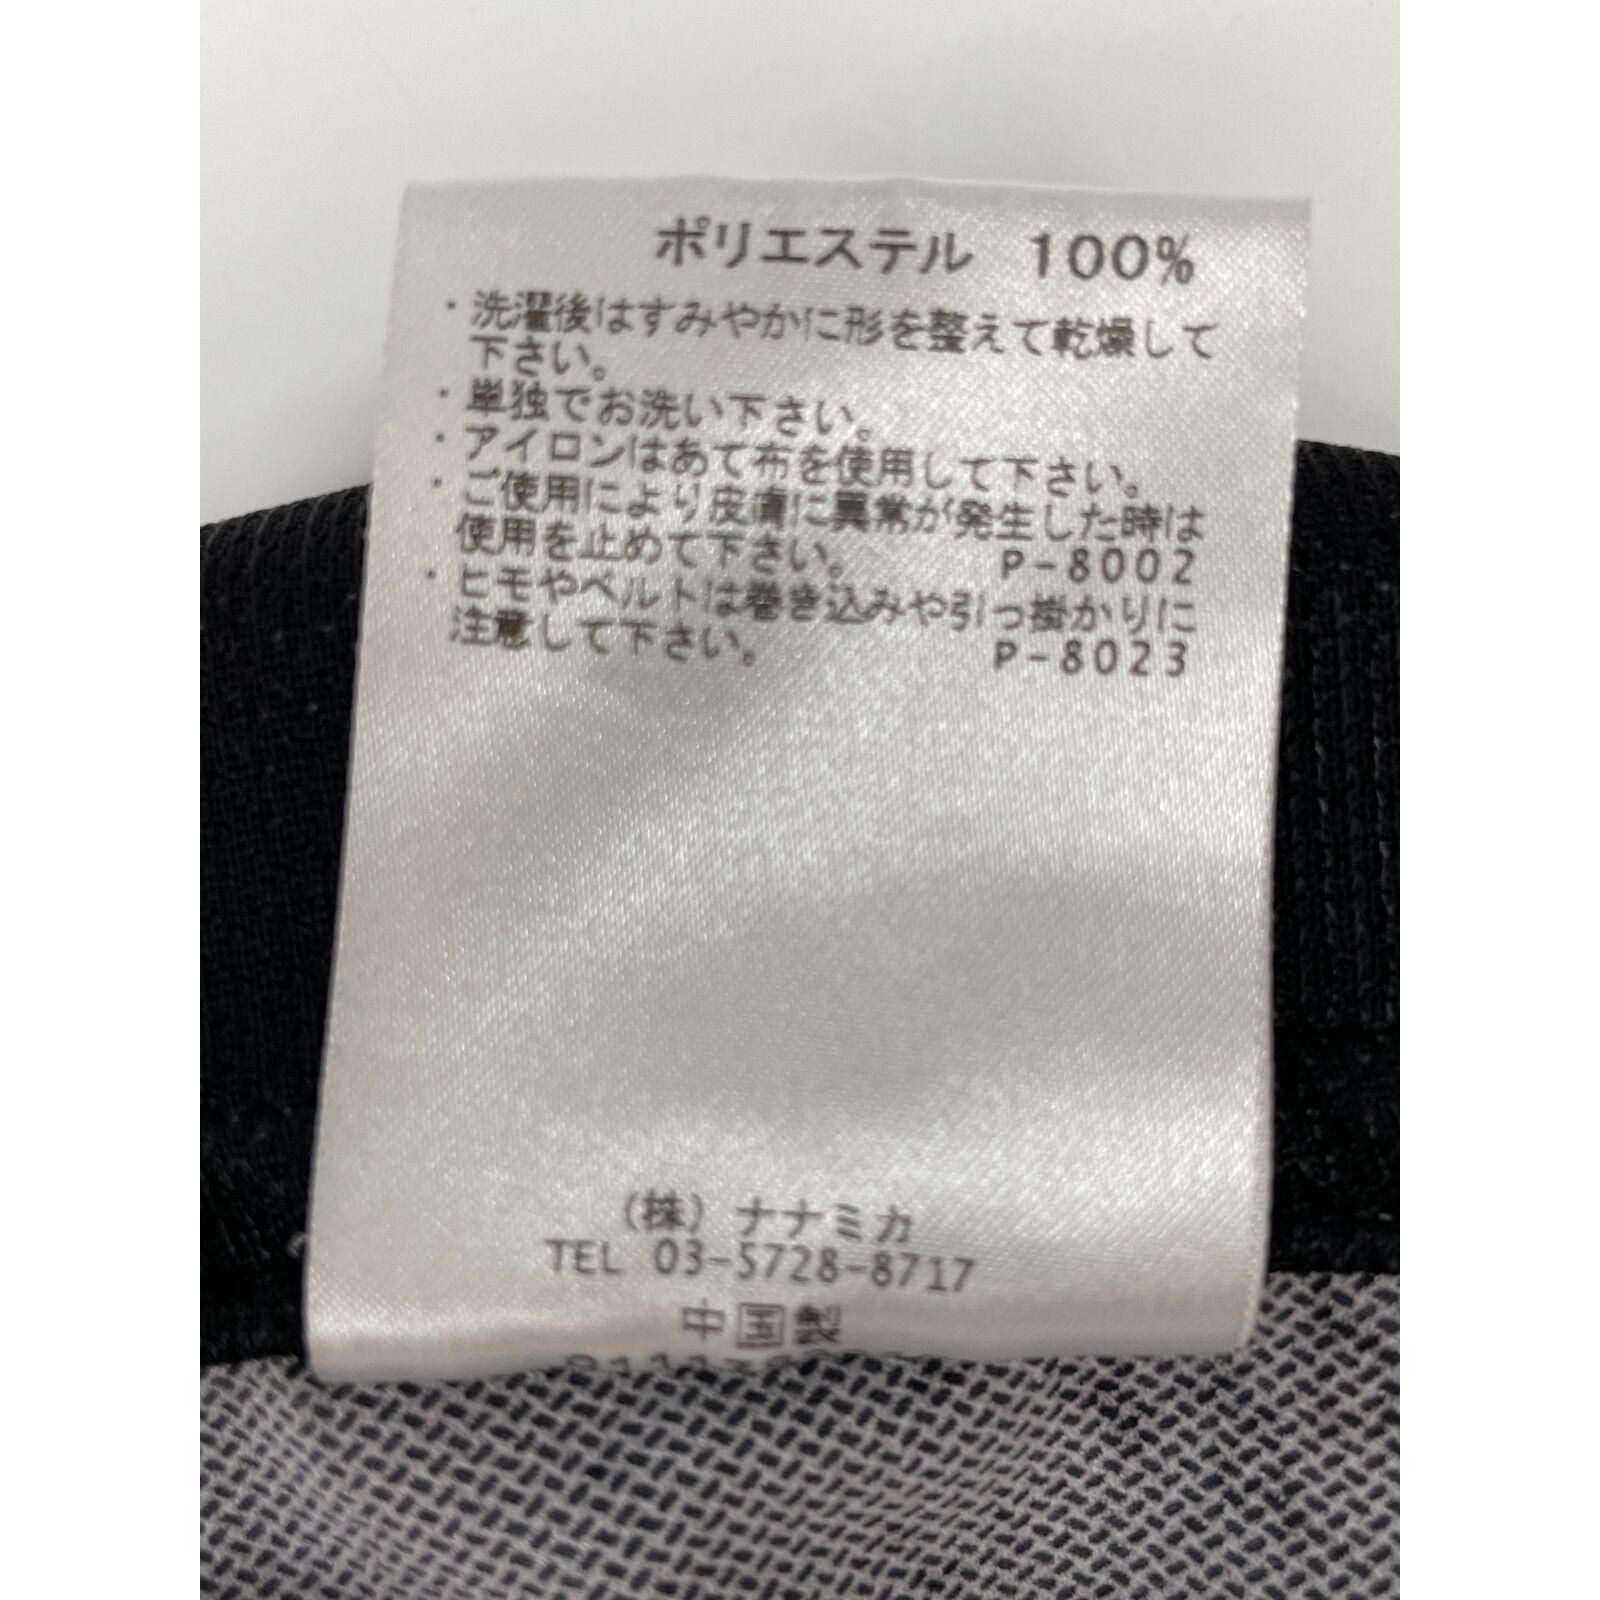 ポリエステル 100%
・洗濯後はすみやかに形を整えて乾燥して
下さい。
・単独でお洗い下さい。
・アイロンはあて布を使用して下さい。
・ご使用により皮膚に異常が発生した時は
使用を止めて下さい。 P-8002
・ヒモやベルトは巻き込みや引っ掛かりに
注意して下さい。 P-8023
(株) ナナミカ
TEL 03-5728-8717
中国製